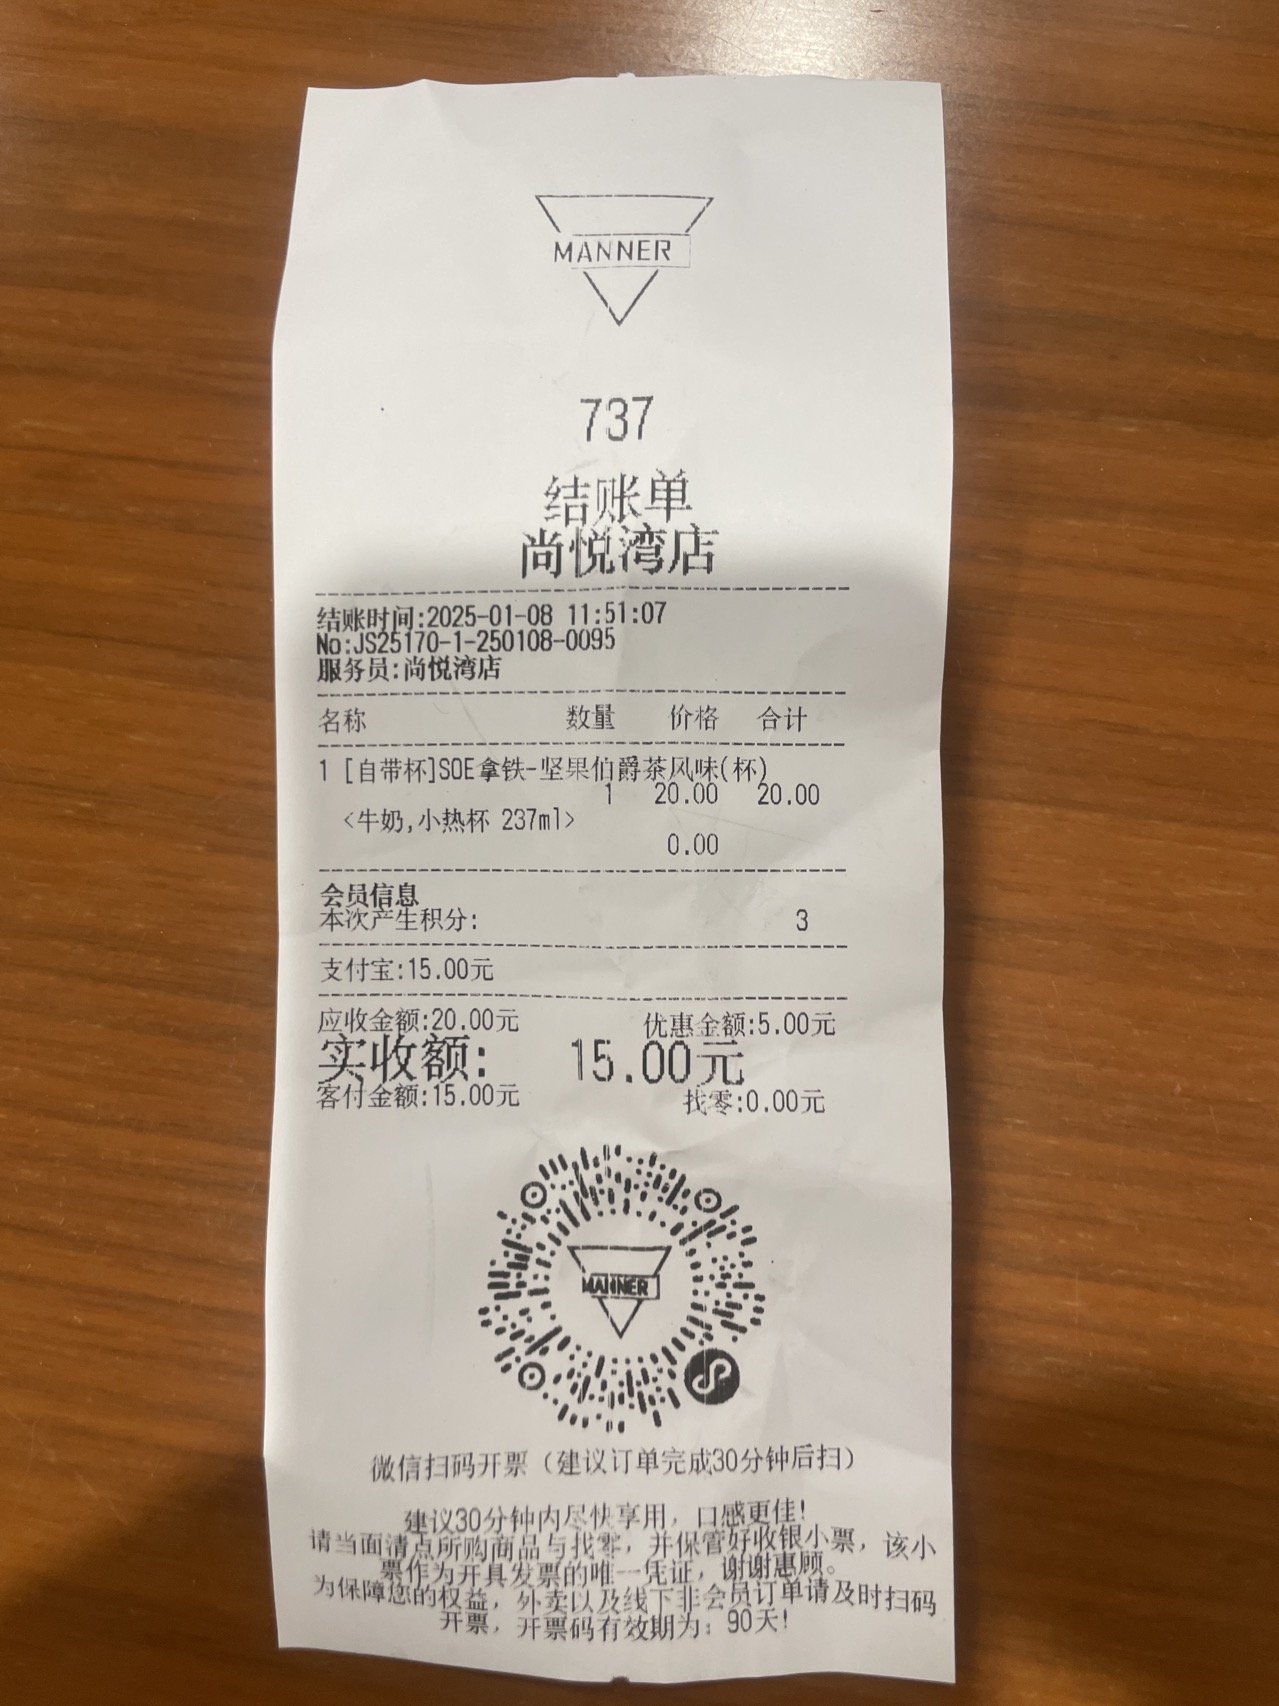 MANNER
737
结账单
尚悦湾店
结账时间:2025-01-08 11:51:07
No:JS25170-1-250108-0095
服务员:尚悦湾店
名称 数量 价格 合计
1 [自带杯]SOE拿铁-坚果伯爵茶风味(杯)
1 20.00 20.00
<牛奶,小热杯 237ml>
0.00
会员信息
本次产生积分: 3
支付宝:15.00元
应收金额:20.00元 优惠金额:5.00元
实收额: 15.00元
客付金额:15.00元 找零:0.00元
MANNER
微信扫码开票（建议订单完成30分钟后扫）
建议30分钟内尽快享用，口感更佳!
请当面清点所购商品与找零，并保管好收银小票，该小
票作为开具发票的唯一凭证，谢谢惠顾。
为保障您的权益，外卖以及线下非会员订单请及时扫码
开票，开票码有效期为：90天!